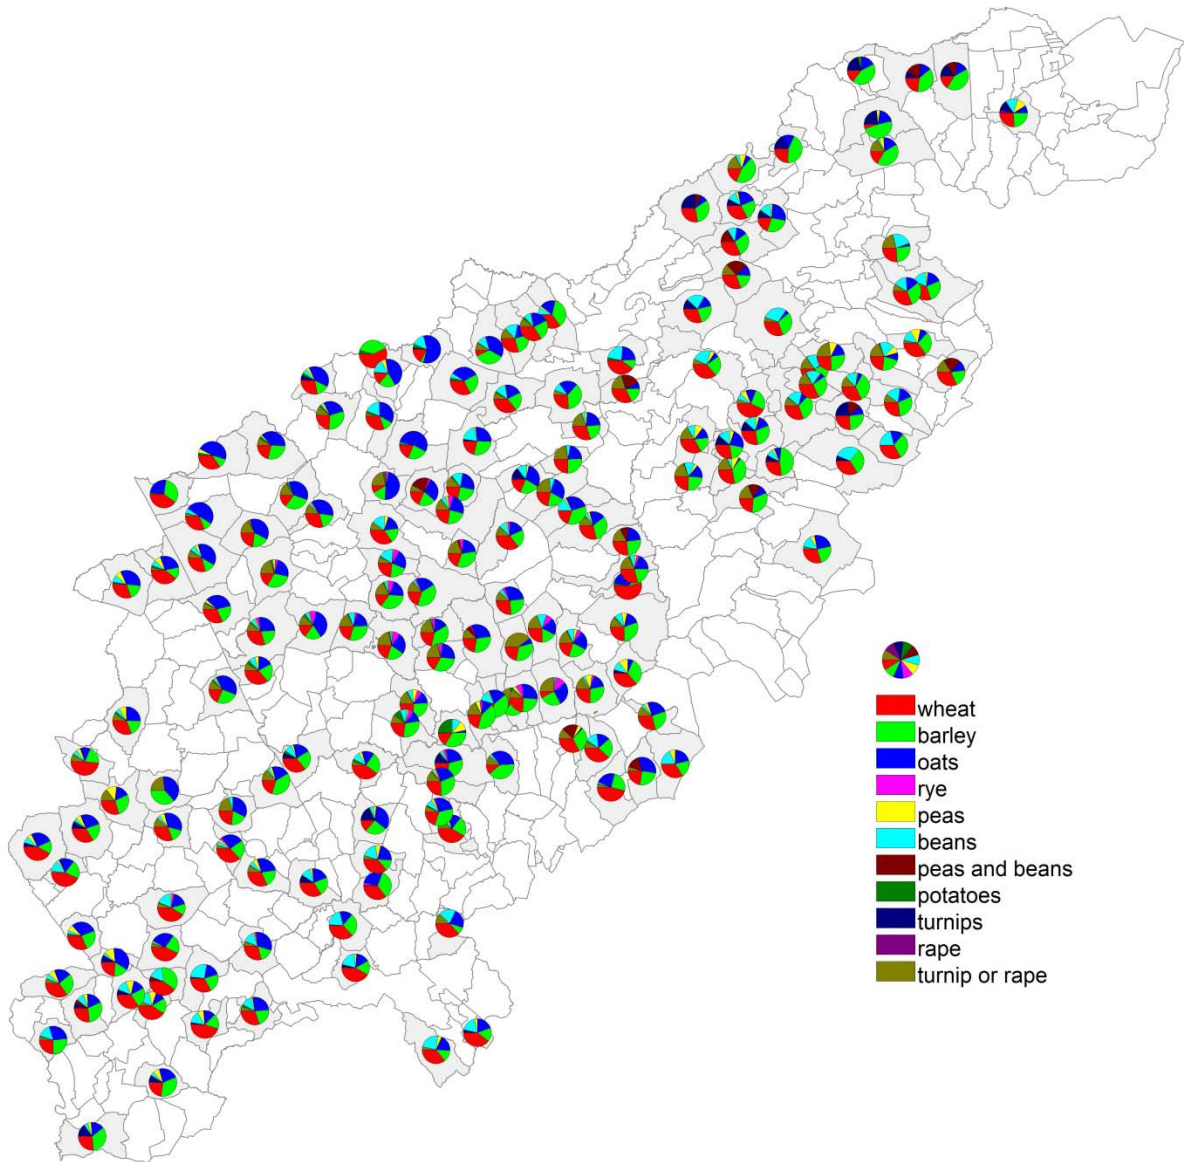 wheat
barley
oats
rye
peas
beans
peas and beans
potatoes
turnips
rape
turnip or rape